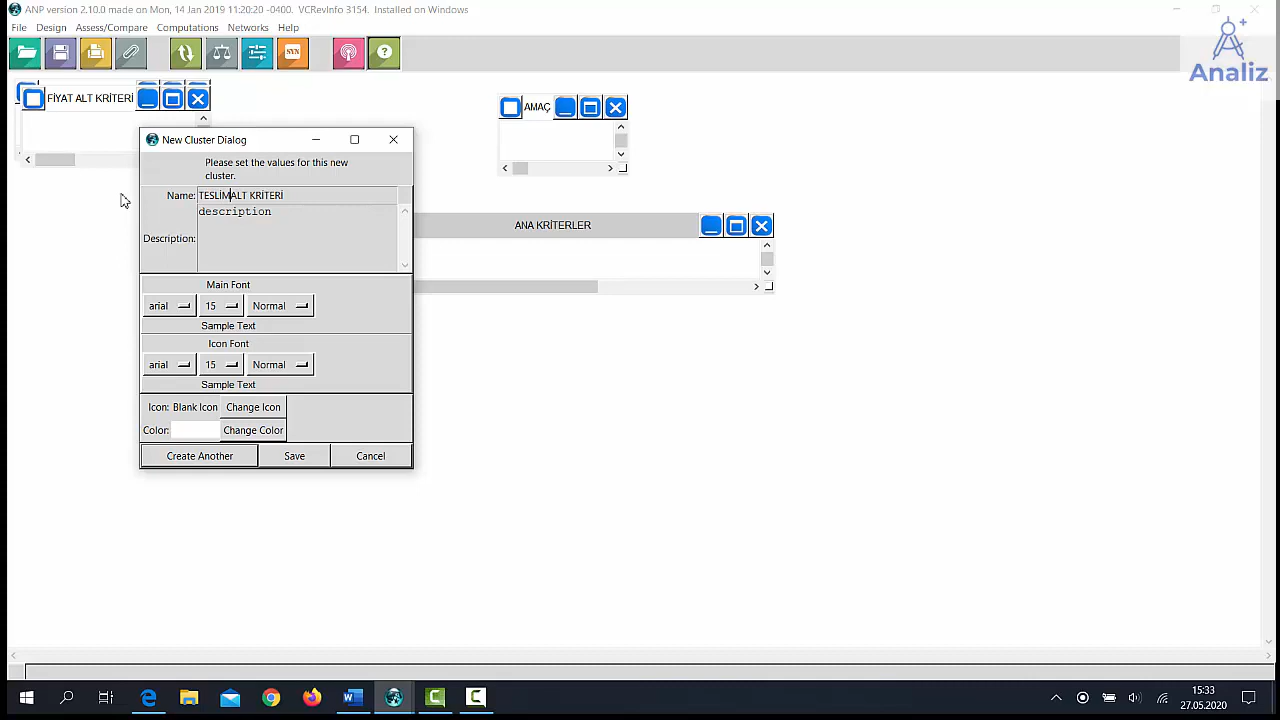 ANP version 2.10.0 made on Mon, 14 Jan 2019 11:20:20 -0400.  VCRevInfo 3154.  Installed on Windows
File Design Assess/Compare Computations Networks Help
SYN
Analiz
FİYAT ALT KRİTERİ
AMAÇ
New Cluster Dialog
Please set the values for this new
cluster.
Name: TESLİMALT KRİTERİ
description
Description:
ANA KRİTERLER
Main Font
arial 15 Normal
Sample Text
Icon Font
arial 15 Normal
Sample Text
Icon: Blank Icon Change Icon
Color: Change Color
Create Another Save Cancel
15:33
27.05.2020